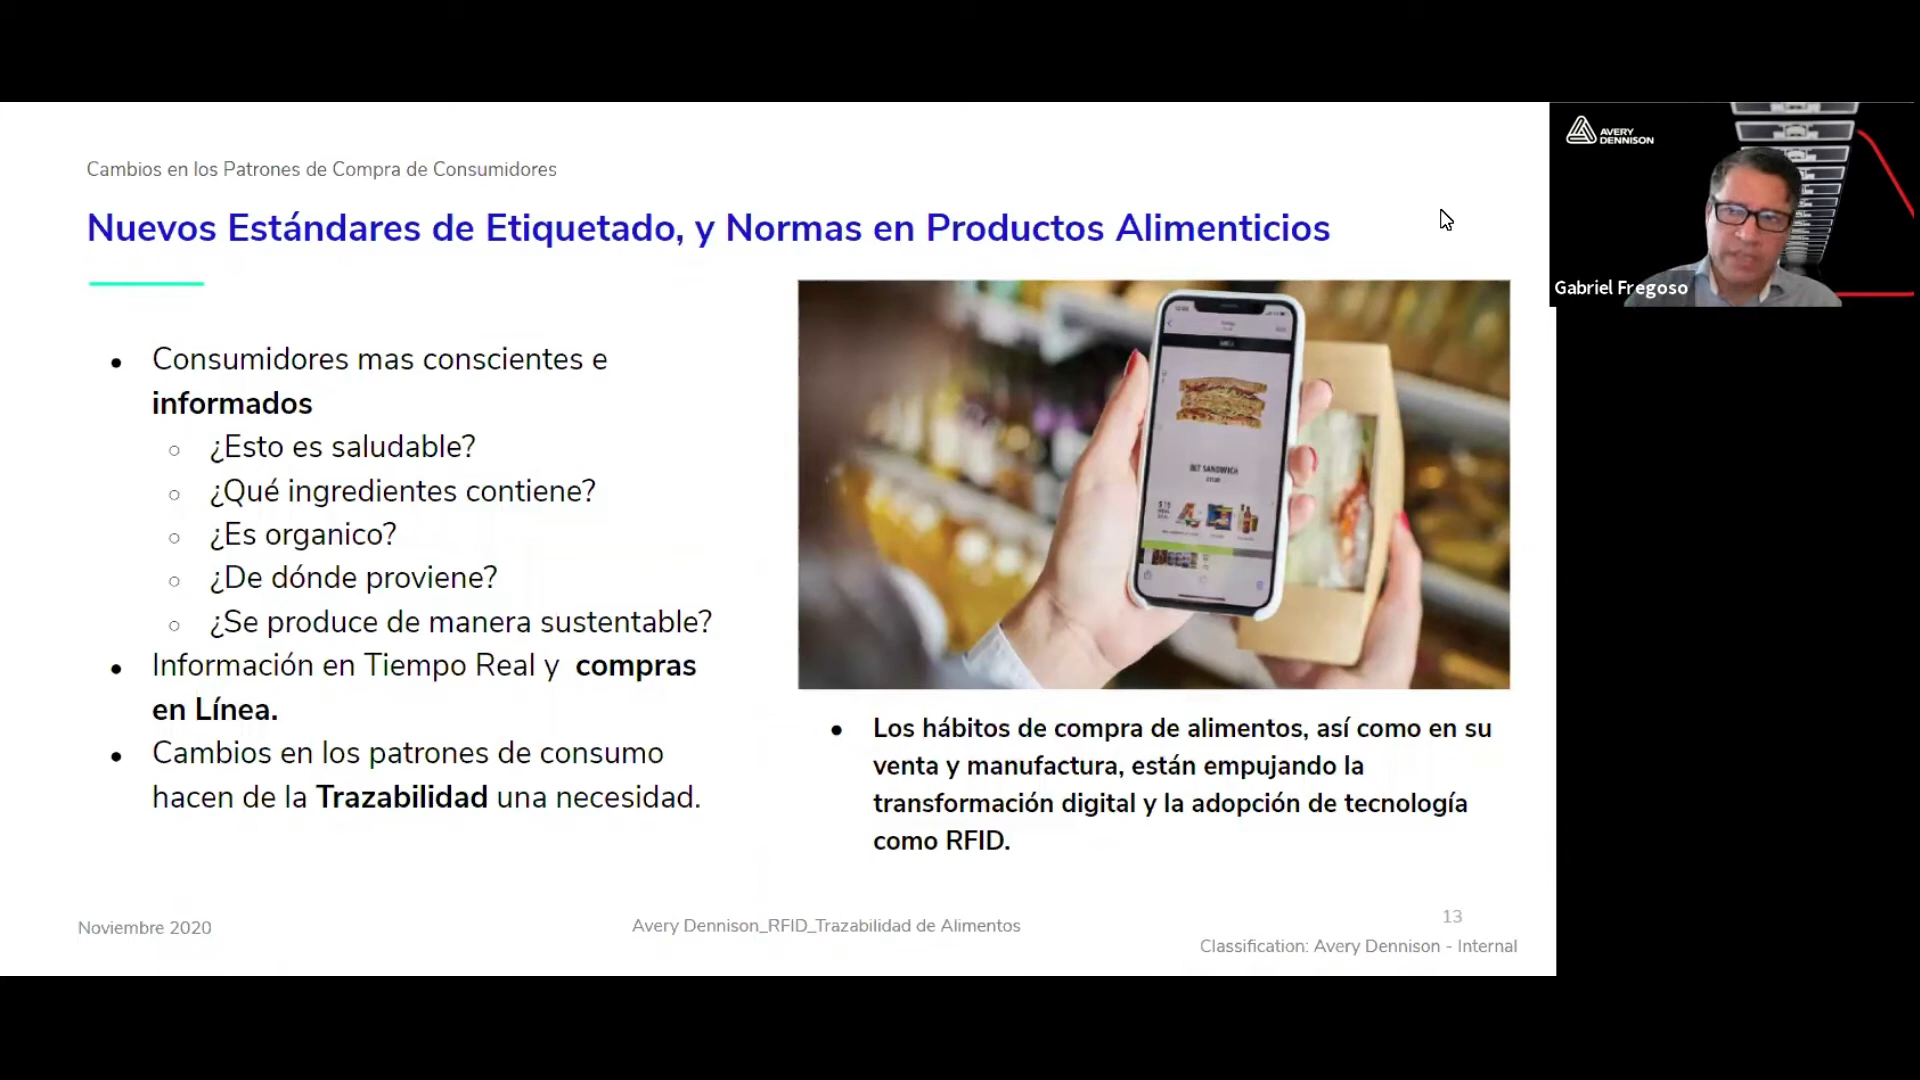 Cambios en los Patrones de Compra de Consumidores
Nuevos Estándares de Etiquetado, y Normas en Productos Alimenticios
Consumidores mas conscientes e
informados
¿Esto es saludable?
¿Qué ingredientes contiene?
¿Es organico?
¿De dónde proviene?
¿Se produce de manera sustentable?
Información en Tiempo Real y compras
en Línea.
Cambios en los patrones de consumo
hacen de la Trazabilidad una necesidad.
SANDWICH
Los hábitos de compra de alimentos, así como en su
venta y manufactura, están empujando la
transformación digital y la adopción de tecnología
como RFID.
Noviembre 2020
Avery Dennison_RFID_Trazabilidad de Alimentos
13
Classification: Avery Dennison - Internal
AVERY
DENNISON
Gabriel Fregoso